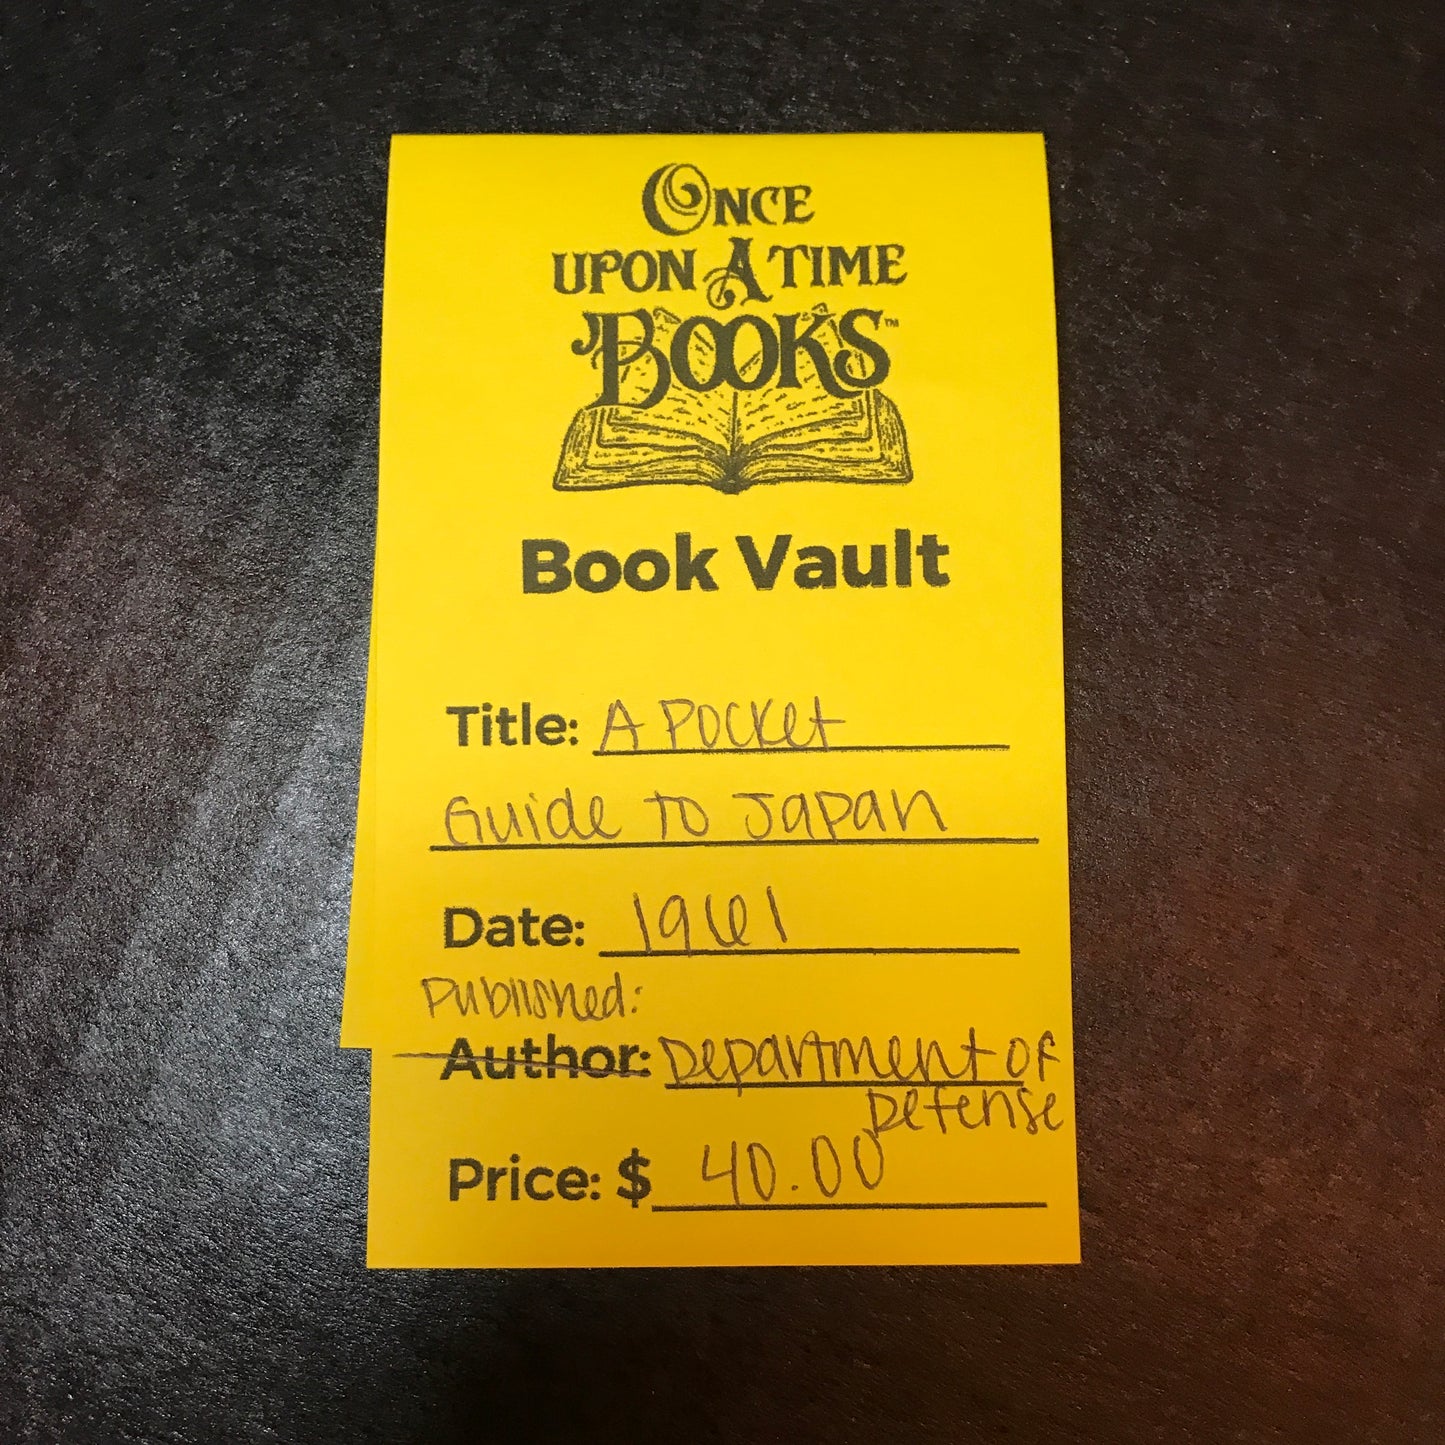 ONCE
UPON A TIME
BOOKS™
Book Vault
Title: A Pocket
Guide to Japan
Date: 1961
Published:
Author: Department of
Defense
Price: $ 40.00